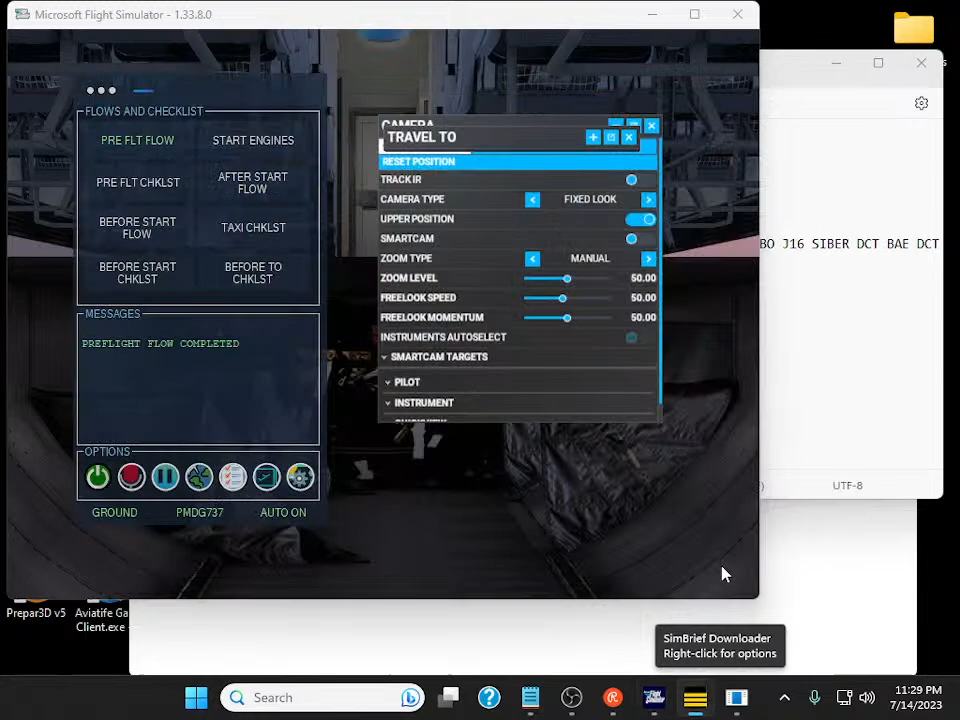 Microsoft Flight Simulator - 1.33.8.0
FLOWS AND CHECKLIST
PRE FLT FLOW
START ENGINES
PRE FLT CHKLST
AFTER START
FLOW
BEFORE START
FLOW
TAXI CHKLST
BEFORE START
CHKLST
BEFORE TO
CHKLST
MESSAGES
PREFLIGHT FLOW COMPLETED
OPTIONS
GROUND
PMDG737
AUTO ON
CAMERA
TRAVEL TO
RESET POSITION
TRACK IR
CAMERA TYPE
FIXED LOOK
UPPER POSITION
SMARTCAM
ZOOM TYPE
MANUAL
ZOOM LEVEL
50.00
FREELOOK SPEED
50.00
FREELOOK MOMENTUM
50.00
INSTRUMENTS AUTOSELECT
SMARTCAM TARGETS
PILOT
INSTRUMENT
BO J16 SIBER DCT BAE DCT
UTF-8
Prepar3D v5
Aviatife Ga
Client.exe -
SimBrief Downloader
Right-click for options
Search
11:29 PM
7/14/2023